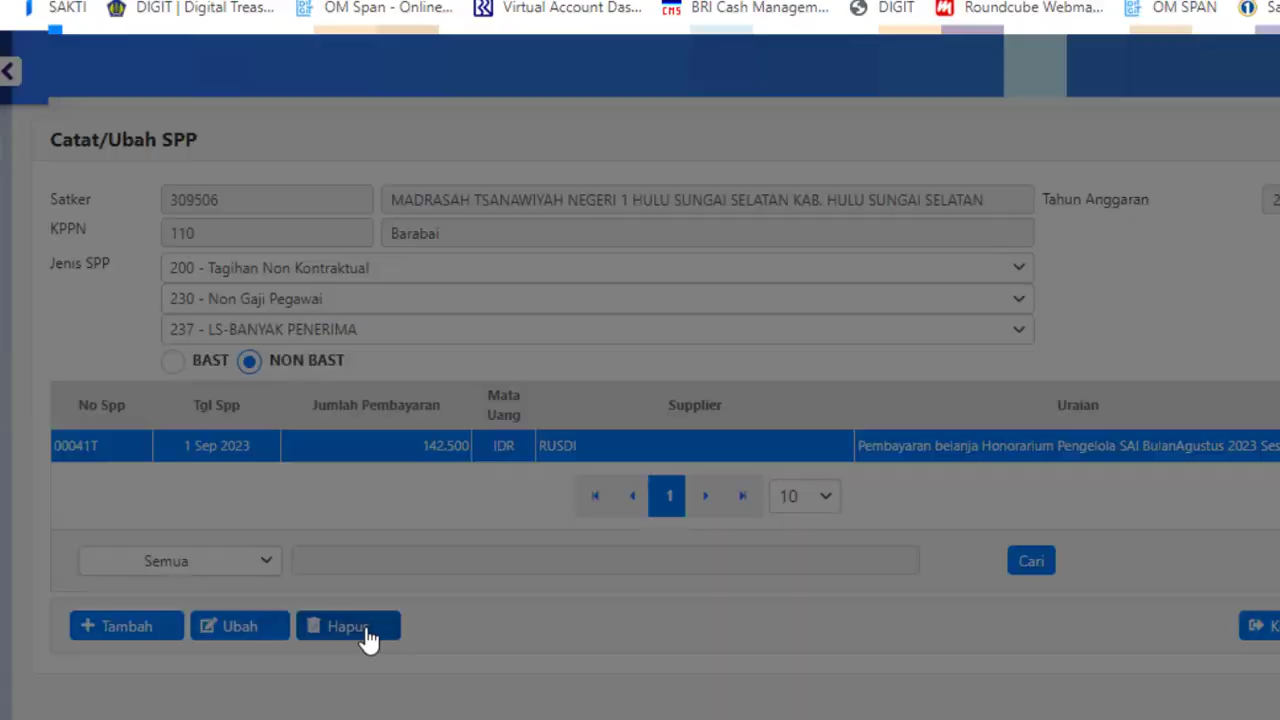 SAKTI DIGIT | Digital Treas... OM Span - Online... Virtual Account Das... CMS BRI Cash Managem... DIGIT Roundcube Webma... OM SPAN Sa
Catat/Ubah SPP
Satker 309506 MADRASAH TSANAWIYAH NEGERI 1 HULU SUNGAI SELATAN KAB. HULU SUNGAI SELATAN Tahun Anggaran 2
KPPN 110 Barabai
Jenis SPP 200 - Tagihan Non Kontraktual
230 - Non Gaji Pegawai
237 - LS-BANYAK PENERIMA
BAST NON BAST
No Spp Tgl Spp Jumlah Pembayaran Mata Uang Supplier Uraian
00041T 1 Sep 2023 142.500 IDR RUSDI Pembayaran belanja Honorarium Pengelola SAI BulanAgustus 2023 Ses
1 10
Semua Cari
Tambah Ubah Hapus K